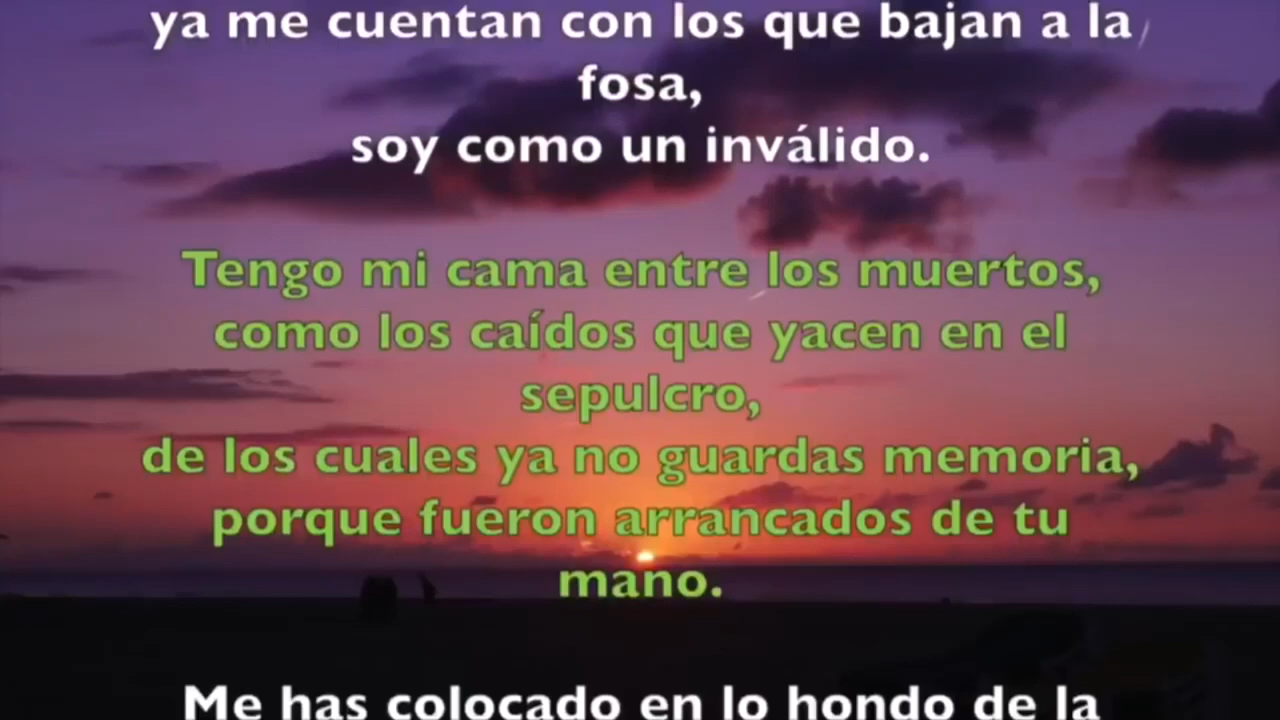 ya me cuentan con los que bajan a la
fosa,
soy como un inválido.
Tengo mi cama entre los muertos,
como los caídos que yacen en el
sepulcro,
de los cuales ya no guardas memoria,
porque fueron arrancados de tu
mano.
Me has colocado en lo hondo de la